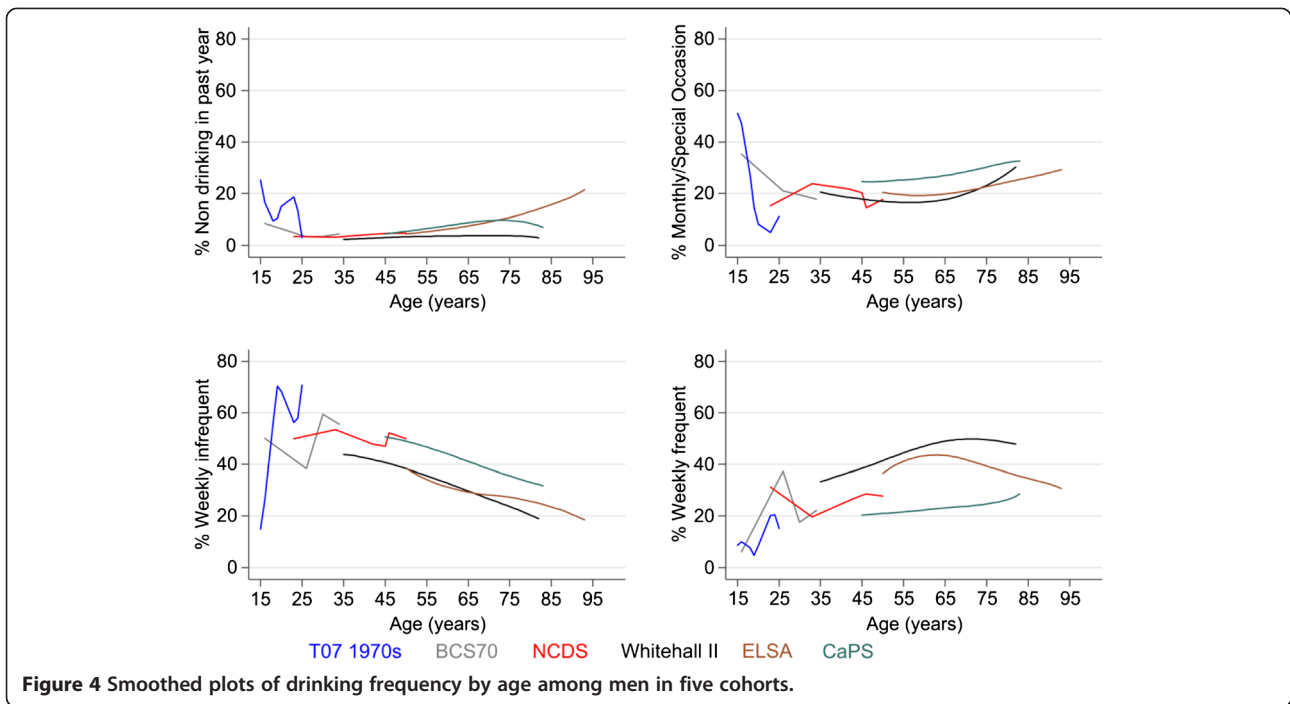 % Non drinking in past year
80
60
40
20
0
15 25 35 45 55 65 75 85 95
Age (years)
% Monthly/Special Occasion
80
60
40
20
0
15 25 35 45 55 65 75 85 95
Age (years)
% Weekly infrequent
80
60
40
20
0
15 25 35 45 55 65 75 85 95
Age (years)
% Weekly frequent
80
60
40
20
0
15 25 35 45 55 65 75 85 95
Age (years)
T07 1970s BCS70 NCDS Whitehall II ELSA CaPS
Figure 4 Smoothed plots of drinking frequency by age among men in five cohorts.